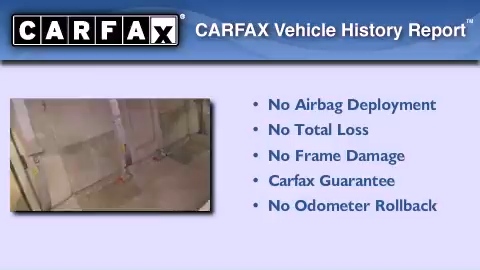 CARFAX® CARFAX Vehicle History Report™
• No Airbag Deployment
• No Total Loss
• No Frame Damage
• Carfax Guarantee
• No Odometer Rollback